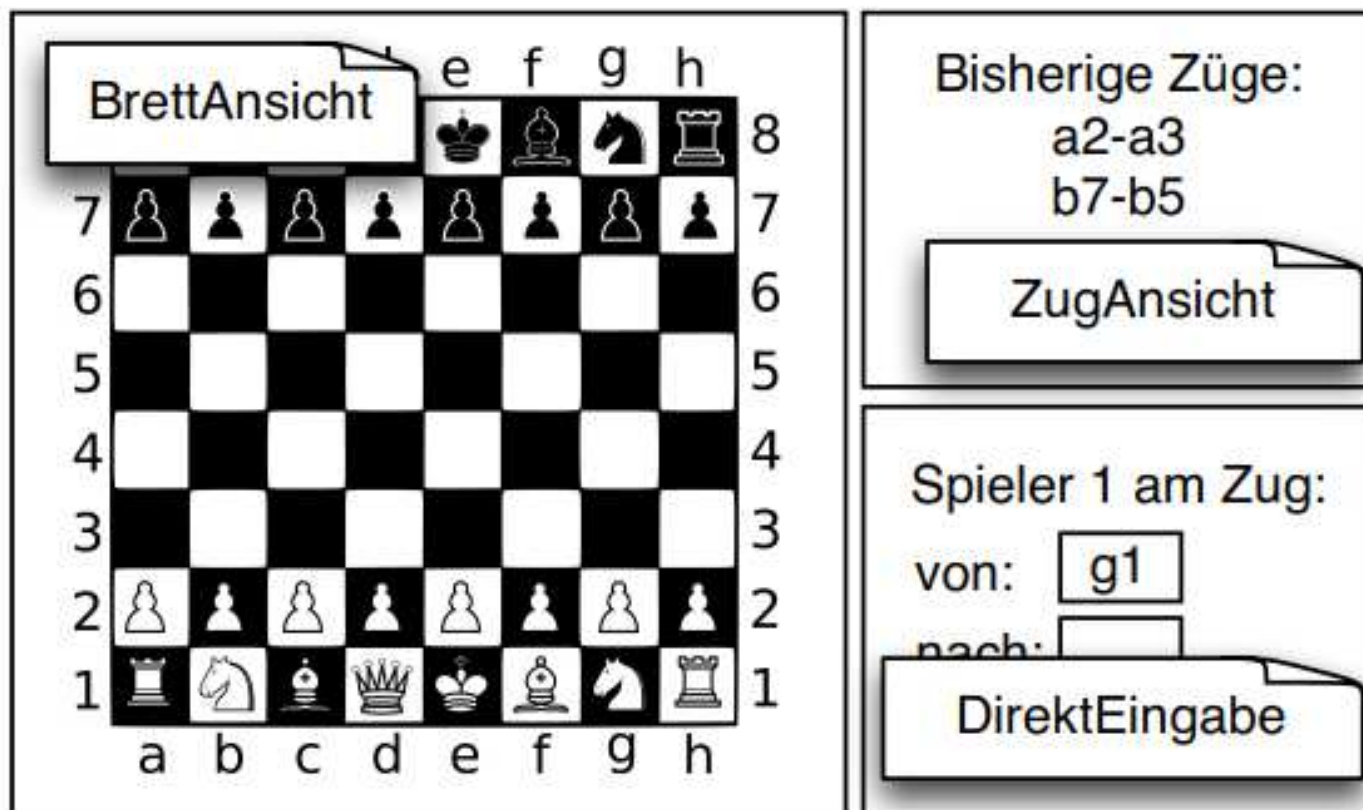 BrettAnsicht
e f g h
8
7 7
6 6
5 5
4 4
3 3
2 2
1 1
a b c d e f g h
Bisherige Züge:
a2-a3
b7-b5
ZugAnsicht
Spieler 1 am Zug:
von: g1
nach:
DirektEingabe